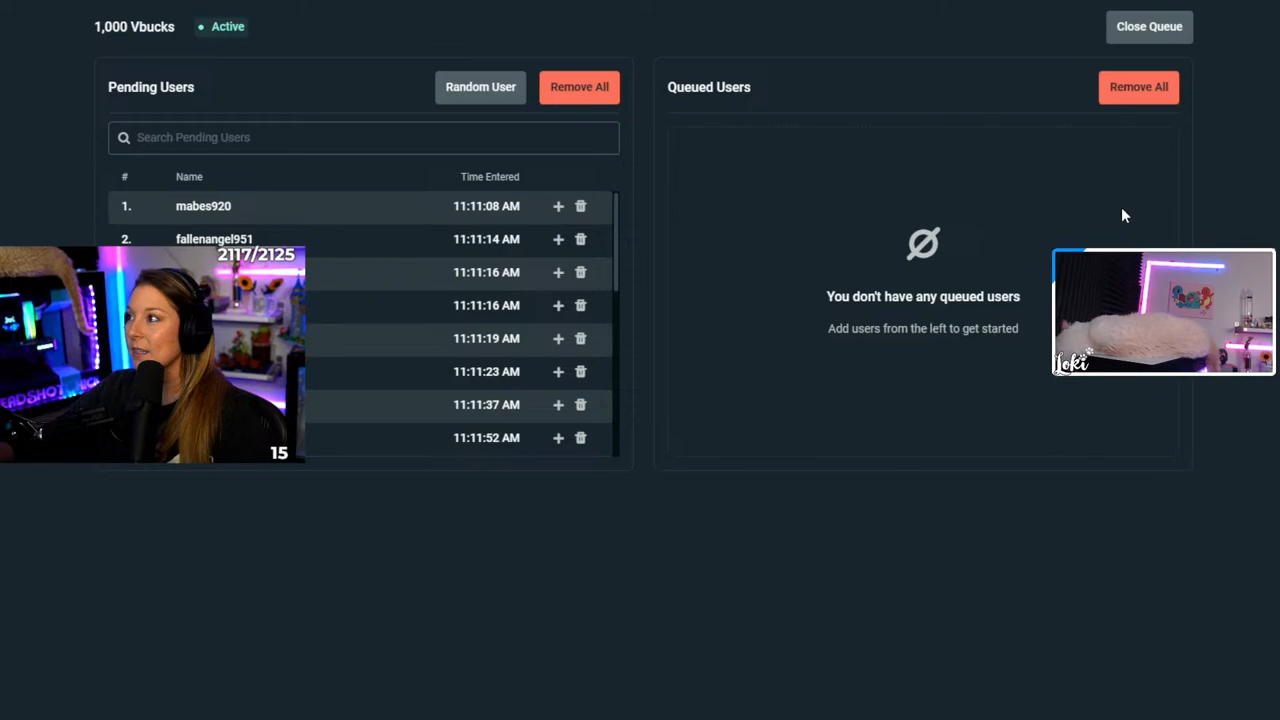 1,000 Vbucks
Active
Close Queue
Pending Users
Random User
Remove All
Search Pending Users
# Name Time Entered
1. mabes920 11:11:08 AM
2. fallenangel951 11:11:14 AM
11:11:16 AM
11:11:16 AM
11:11:19 AM
11:11:23 AM
11:11:37 AM
11:11:52 AM
2117/2125
15
Queued Users
Remove All
You don't have any queued users
Add users from the left to get started
Loki